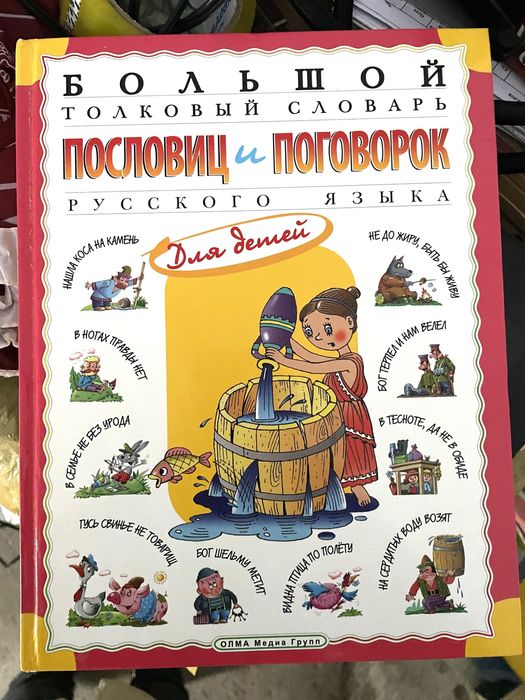 БОЛЬШОЙ
ТОЛКОВЫЙ СЛОВАРЬ
ПОСЛОВИЦ и ПОГОВОРОК
РУССКОГО ЯЗЫКА
Для детей
НАШЛА КОСА НА КАМЕНЬ
НЕ ДО ЖИРУ, БЫТЬ БЫ ЖИВУ
В НОГАХ ПРАВДЫ НЕТ
БОГ ТЕРПЕЛ И НАМ ВЕЛЕЛ
В СЕМЬЕ НЕ БЕЗ УРОДА
В ТЕСНОТЕ, ДА НЕ В ОБИДЕ
ГУСЬ СВИНЬЕ НЕ ТОВАРИЩ
БОГ ШЕЛЬМУ МЕТИТ
ВИДНА ПТИЦА ПО ПОЛЁТУ
НА СЕРДИТЫХ ВОДУ ВОЗЯТ
ОЛМА Медиа Групп